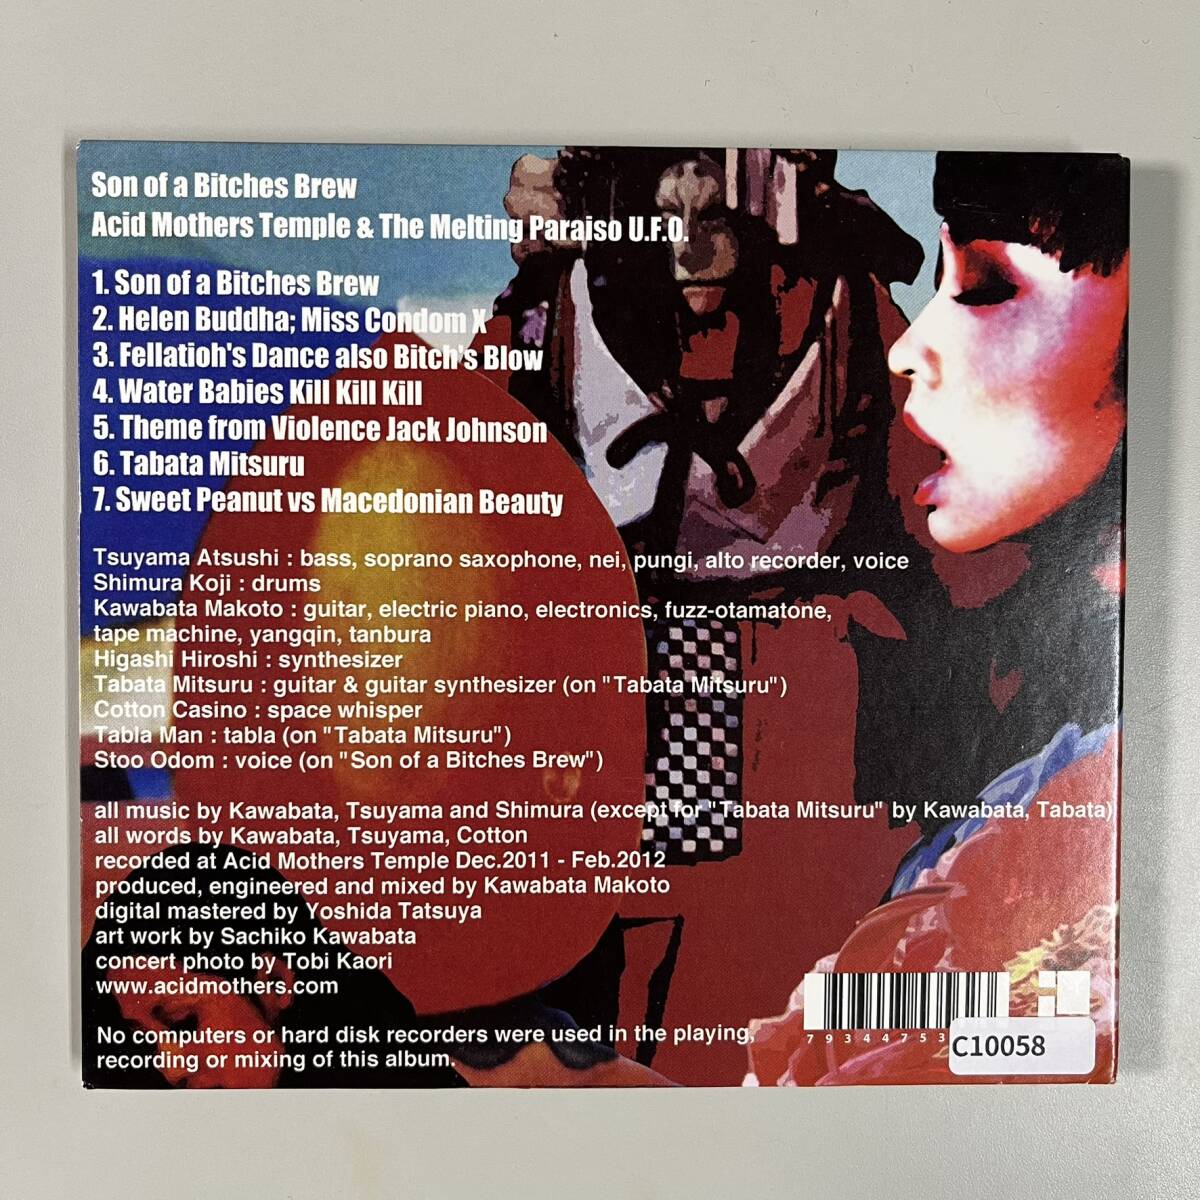 Son of a Bitches Brew
Acid Mothers Temple & The Melting Paraiso U.F.O.
1. Son of a Bitches Brew
2. Helen Buddha; Miss Condom X
3. Fellatioh's Dance also Bitch's Blow
4. Water Babies Kill Kill Kill
5. Theme from Violence Jack Johnson
6. Tabata Mitsuru
7. Sweet Peanut vs Macedonian Beauty
Tsuyama Atsushi : bass, soprano saxophone, nei, pungi, alto recorder, voice
Shimura Koji : drums
Kawabata Makoto : guitar, electric piano, electronics, fuzz-otamatone,
tape machine, yangqin, tanbura
Higashi Hiroshi : synthesizer
Tabata Mitsuru : guitar & guitar synthesizer (on "Tabata Mitsuru")
Cotton Casino : space whisper
Tabla Man : tabla (on "Tabata Mitsuru")
Stoo Odom : voice (on "Son of a Bitches Brew")
all music by Kawabata, Tsuyama and Shimura (except for "Tabata Mitsuru" by Kawabata, Tabata)
all words by Kawabata, Tsuyama, Cotton
recorded at Acid Mothers Temple Dec.2011 - Feb.2012
produced, engineered and mixed by Kawabata Makoto
digital mastered by Yoshida Tatsuya
art work by Sachiko Kawabata
concert photo by Tobi Kaori
www.acidmothers.com
No computers or hard disk recorders were used in the playing,
recording or mixing of this album.
7 9 3 4 4 7 5 3
C10058